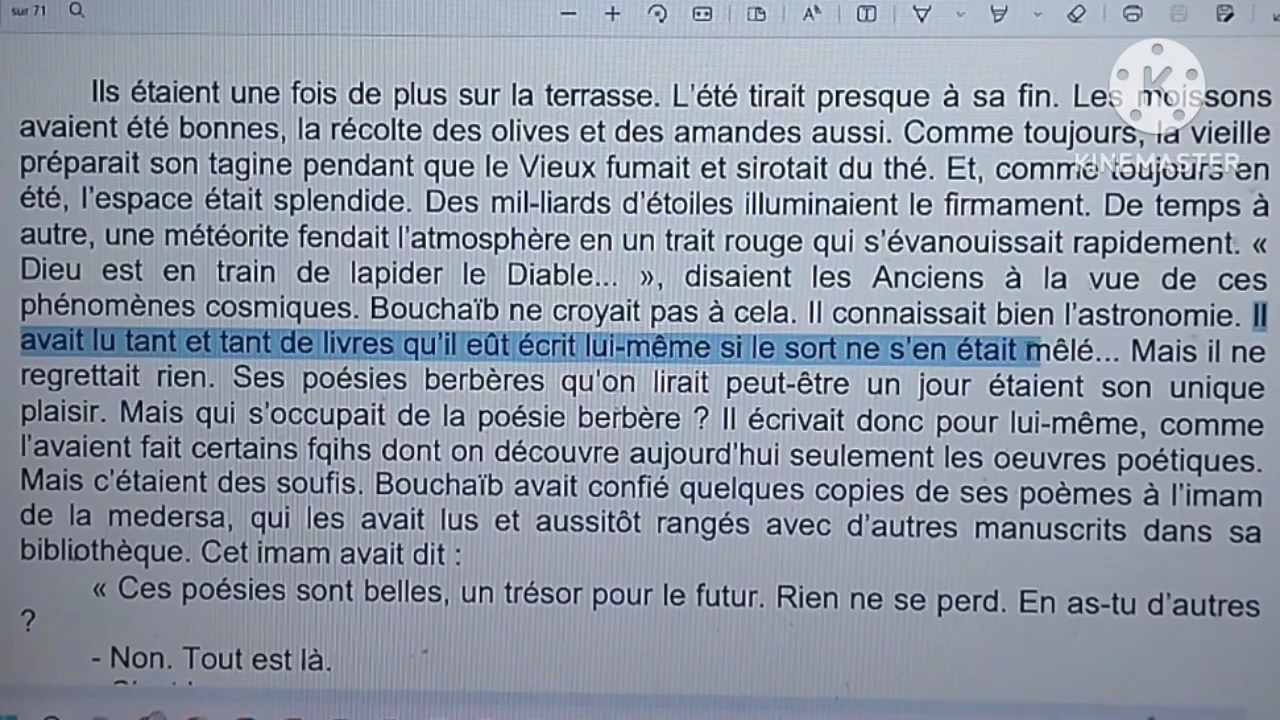 sur 71
K
KINEMASTER
Ils étaient une fois de plus sur la terrasse. L'été tirait presque à sa fin. Les moissons
avaient été bonnes, la récolte des olives et des amandes aussi. Comme toujours, la vieille
préparait son tagine pendant que le Vieux fumait et sirotait du thé. Et, comme toujours en
été, l'espace était splendide. Des mil-liards d'étoiles illuminaient le firmament. De temps à
autre, une météorite fendait l'atmosphère en un trait rouge qui s'évanouissait rapidement. «
Dieu est en train de lapider le Diable... », disaient les Anciens à la vue de ces
phénomènes cosmiques. Bouchaïb ne croyait pas à cela. Il connaissait bien l'astronomie. Il
avait lu tant et tant de livres qu'il eût écrit lui-même si le sort ne s'en était mêlé... Mais il ne
regrettait rien. Ses poésies berbères qu'on lirait peut-être un jour étaient son unique
plaisir. Mais qui s'occupait de la poésie berbère ? Il écrivait donc pour lui-même, comme
l'avaient fait certains fqihs dont on découvre aujourd'hui seulement les oeuvres poétiques.
Mais c'étaient des soufis. Bouchaïb avait confié quelques copies de ses poèmes à l'imam
de la medersa, qui les avait lus et aussitôt rangés avec d'autres manuscrits dans sa
bibliothèque. Cet imam avait dit :
« Ces poésies sont belles, un trésor pour le futur. Rien ne se perd. En as-tu d'autres
?
- Non. Tout est là.